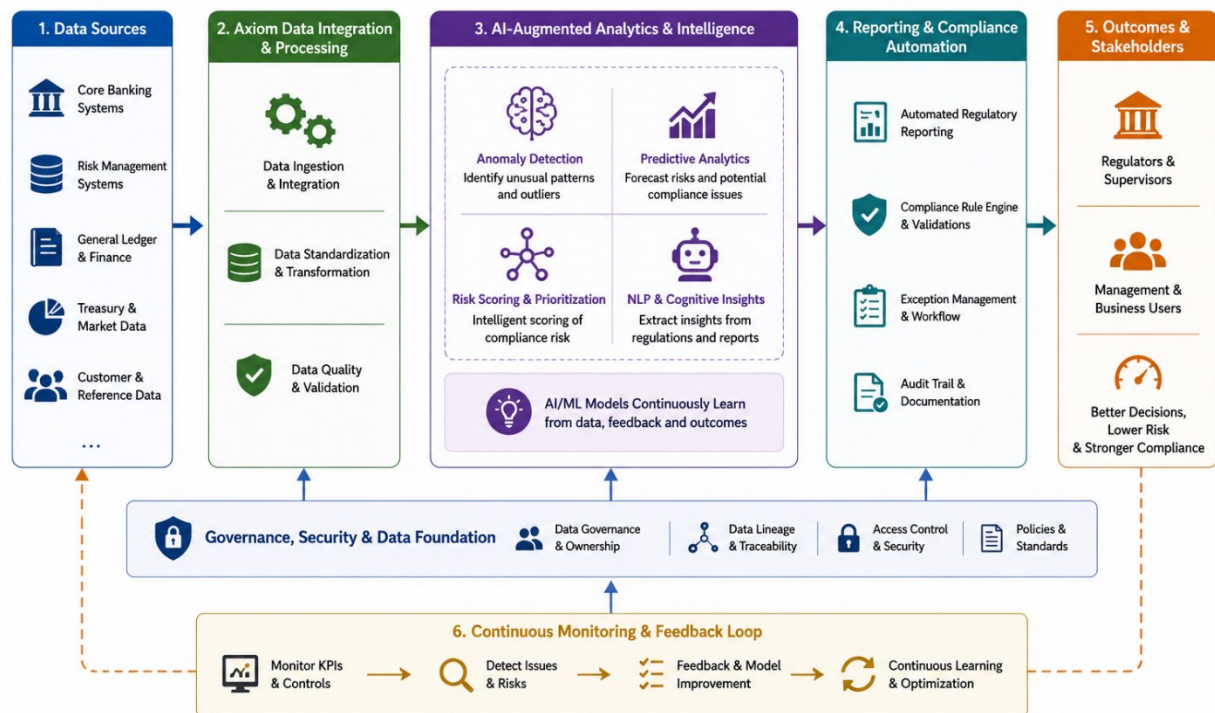 1. Data Sources
Core Banking
Systems
Risk Management
Systems
General Ledger
& Finance
Treasury &
Market Data
Customer &
Reference Data
...
2. Axiom Data Integration
& Processing
Data Ingestion
& Integration
Data Standardization
& Transformation
Data Quality
& Validation
3. AI-Augmented Analytics & Intelligence
Anomaly Detection
Identify unusual patterns
and outliers
Predictive Analytics
Forecast risks and potential
compliance issues
Risk Scoring & Prioritization
Intelligent scoring of
compliance risk
NLP & Cognitive Insights
Extract insights from
regulations and reports
AI/ML Models Continuously Learn
from data, feedback and outcomes
4. Reporting & Compliance
Automation
Automated Regulatory
Reporting
Compliance Rule Engine
& Validations
Exception Management
& Workflow
Audit Trail &
Documentation
5. Outcomes &
Stakeholders
Regulators &
Supervisors
Management &
Business Users
Better Decisions,
Lower Risk
& Stronger Compliance
Governance, Security & Data Foundation
Data Governance
& Ownership
Data Lineage
& Traceability
Access Control
& Security
Policies &
Standards
6. Continuous Monitoring & Feedback Loop
Monitor KPIs
& Controls
Detect Issues
& Risks
Feedback & Model
Improvement
Continuous Learning
& Optimization